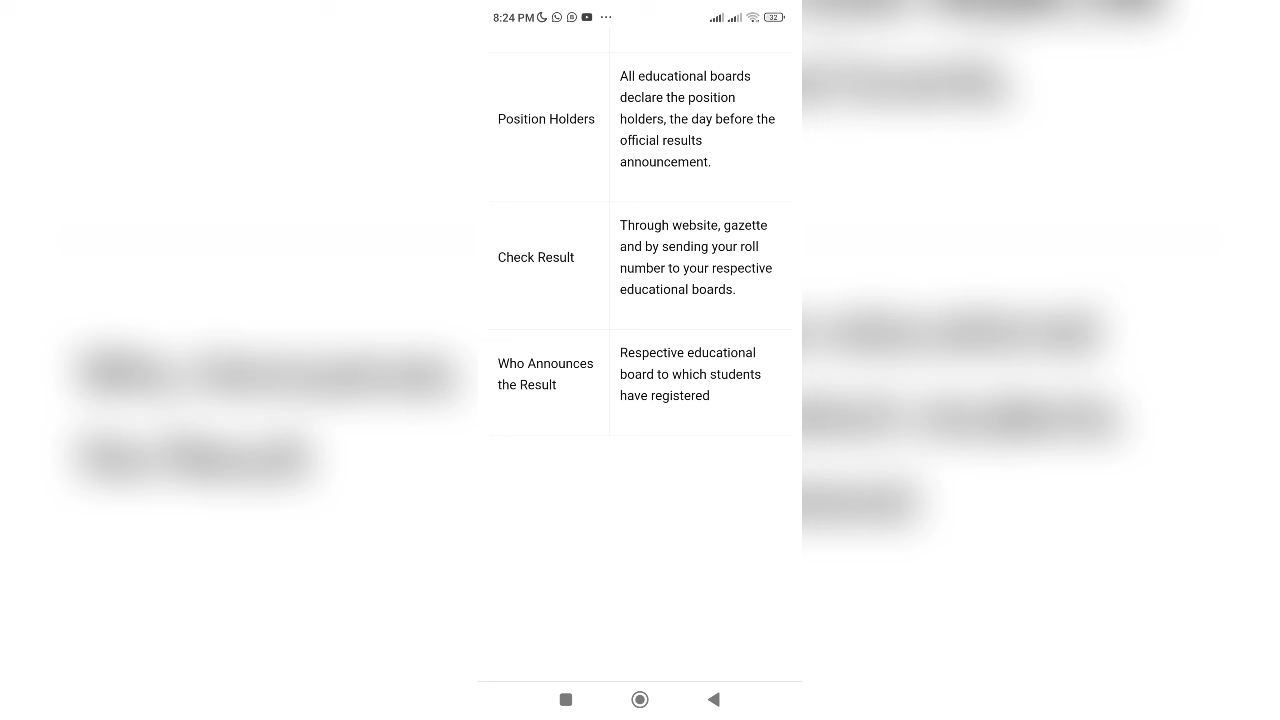 8:24 PM
32
All educational boards
declare the position
Position Holders
holders, the day before the
official results
announcement.
Through website, gazette
and by sending your roll
Check Result
number to your respective
educational boards.
Who Announces
the Result
Respective educational
board to which students
have registered